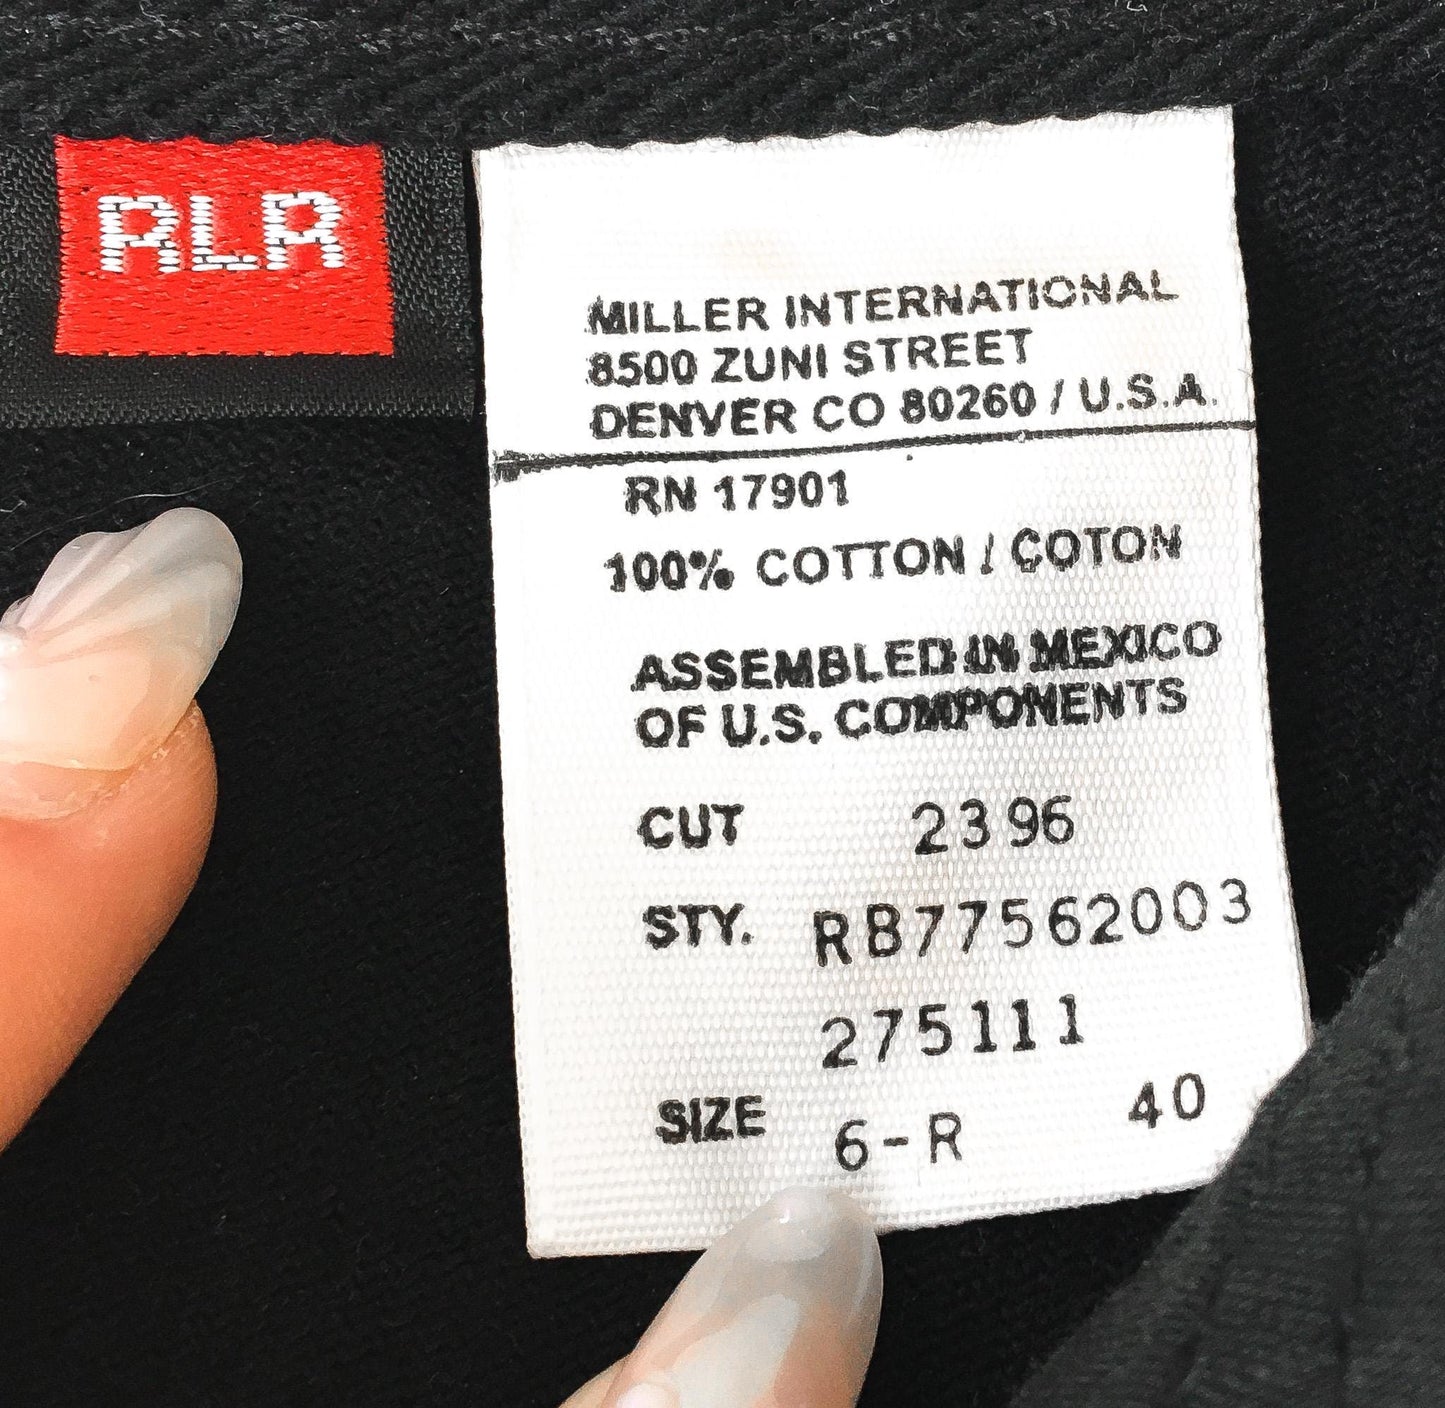 RLR
MILLER INTERNATIONAL
8500 ZUNI STREET
DENVER CO 80260 / U.S.A.
RN 17901
100% COTTON / COTON
ASSEMBLED IN MEXICO
OF U.S. COMPONENTS
CUT 2396
STY. RB77562003
275111
SIZE 6-R 40